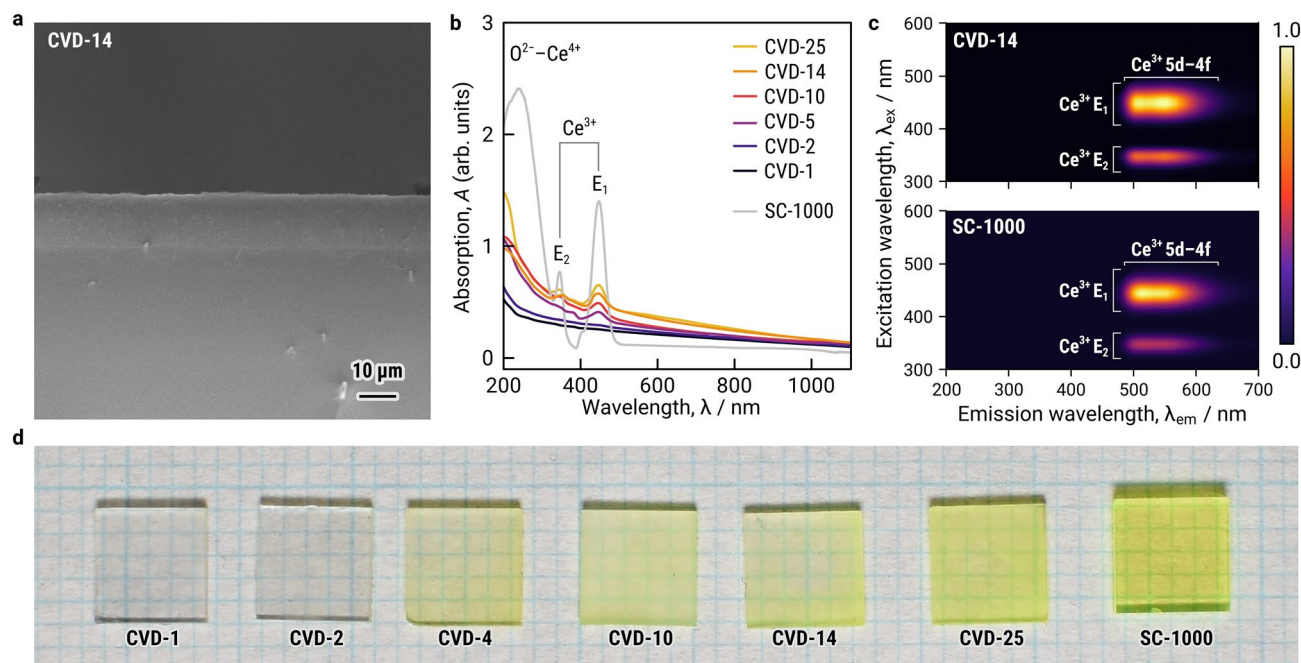 a
CVD-14
10 µm
b
Absorption, A (arb. units)
3
2
1
0
O²⁻–Ce⁴⁺
Ce³⁺
E₁
E₂
CVD-25
CVD-14
CVD-10
CVD-5
CVD-2
CVD-1
SC-1000
200 400 600 800 1000
Wavelength, λ / nm
c
Excitation wavelength, λex / nm
600
500
400
300
CVD-14
Ce³⁺ 5d–4f
Ce³⁺ E₁
Ce³⁺ E₂
600
500
400
300
SC-1000
Ce³⁺ 5d–4f
Ce³⁺ E₁
Ce³⁺ E₂
200 300 400 500 600 700
Emission wavelength, λem / nm
1.0
0.0
d
CVD-1 CVD-2 CVD-4 CVD-10 CVD-14 CVD-25 SC-1000